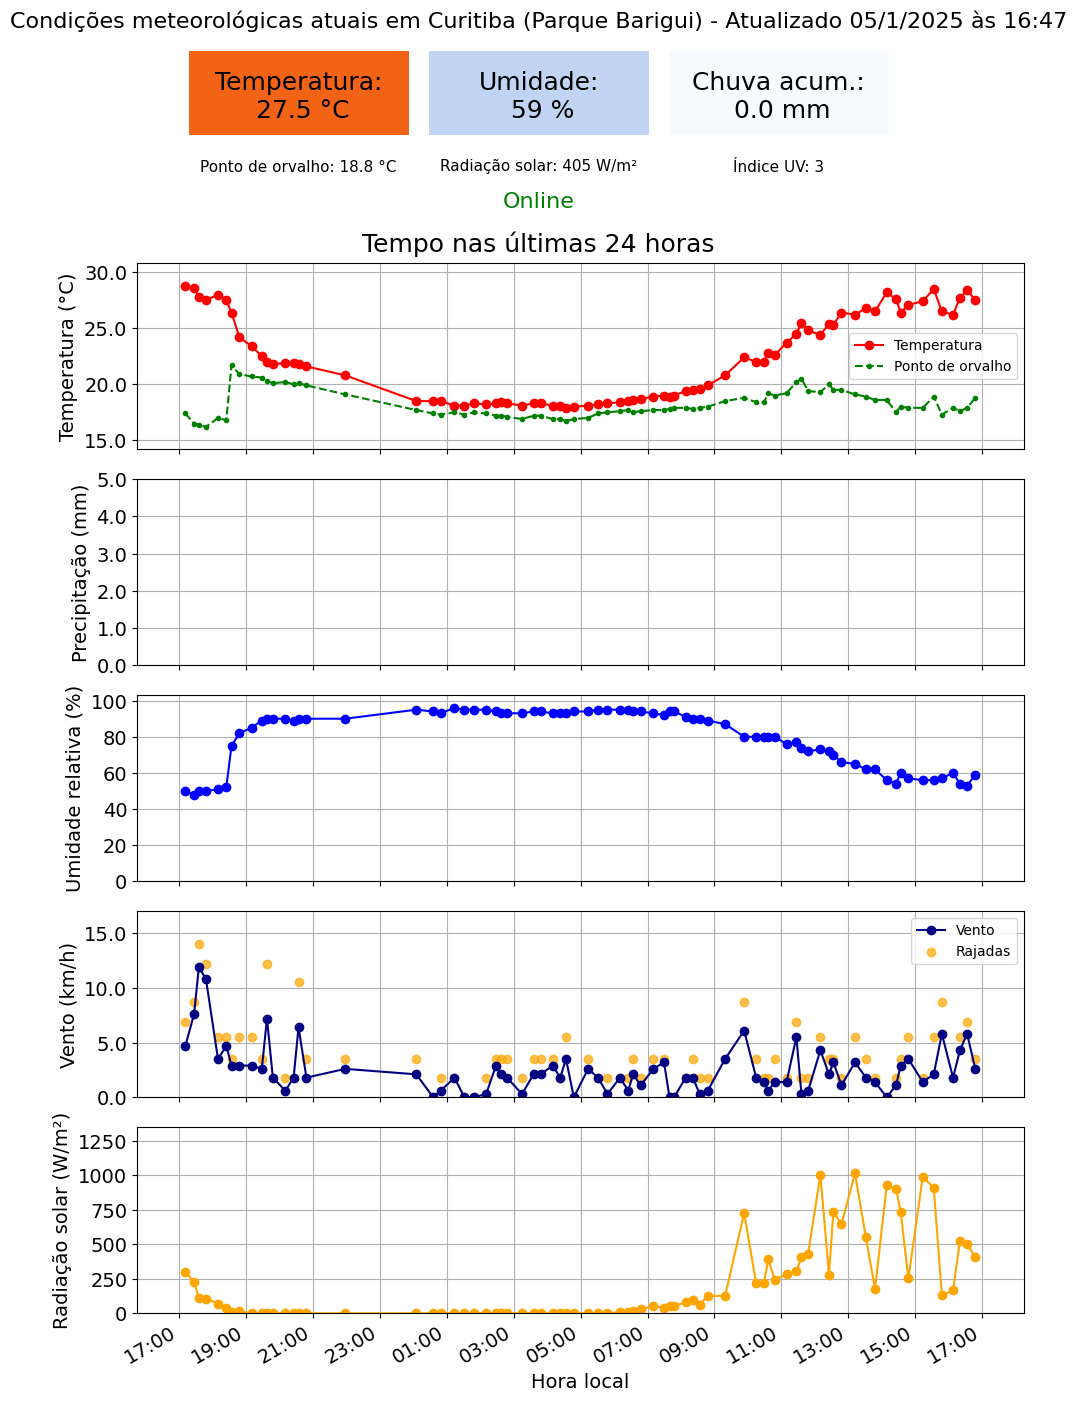 Condições meteorológicas atuais em Curitiba (Parque Barigui) - Atualizado 05/1/2025 às 16:47
Temperatura:
27.5 °C
Umidade:
59 %
Chuva acum.:
0.0 mm
Ponto de orvalho: 18.8 °C
Radiação solar: 405 W/m²
Índice UV: 3
Online
Tempo nas últimas 24 horas
Temperatura (°C)
30.0
25.0
20.0
15.0
Temperatura
Ponto de orvalho
Precipitação (mm)
5.0
4.0
3.0
2.0
1.0
0.0
Umidade relativa (%)
100
80
60
40
20
0
Vento (km/h)
15.0
10.0
5.0
0.0
Vento
Rajadas
Radiação solar (W/m²)
1250
1000
750
500
250
0
17:00
19:00
21:00
23:00
01:00
03:00
05:00
07:00
09:00
11:00
13:00
15:00
17:00
Hora local